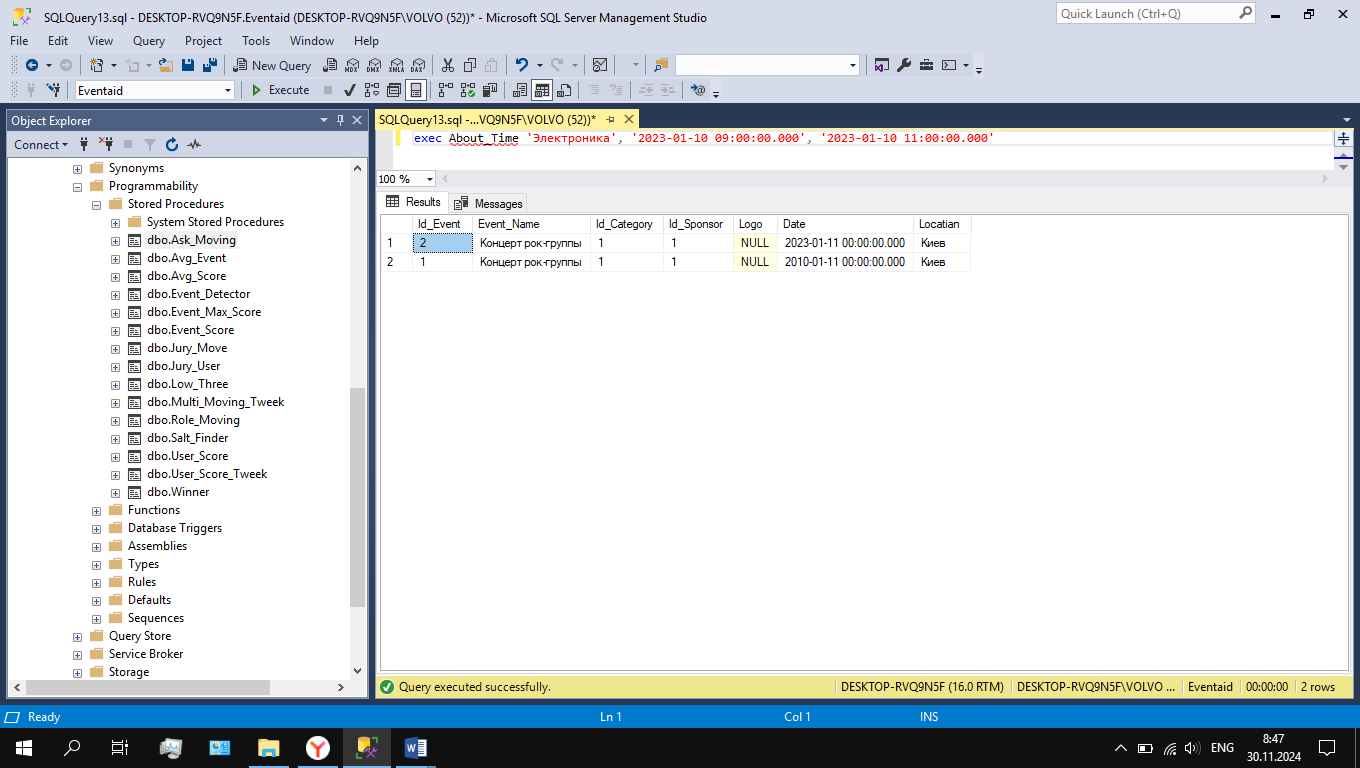 SQLQuery13.sql - DESKTOP-RVQ9N5F.Eventaid (DESKTOP-RVQ9N5F\VOLVO (52))* - Microsoft SQL Server Management Studio
Quick Launch (Ctrl+Q)
File Edit View Query Project Tools Window Help
New Query MDX DMX XMLA DAX
Eventaid Execute
Object Explorer
SQLQuery13.sql -...VQ9N5F\VOLVO (52))*
Connect
exec About_Time 'Электроника', '2023-01-10 09:00:00.000', '2023-01-10 11:00:00.000'
Synonyms
Programmability
Stored Procedures
System Stored Procedures
dbo.Ask_Moving
dbo.Avg_Event
dbo.Avg_Score
dbo.Event_Detector
dbo.Event_Max_Score
dbo.Event_Score
dbo.Jury_Move
dbo.Jury_User
dbo.Low_Three
dbo.Multi_Moving_Tweek
dbo.Role_Moving
dbo.Salt_Finder
dbo.User_Score
dbo.User_Score_Tweek
dbo.Winner
Functions
Database Triggers
Assemblies
Types
Rules
Defaults
Sequences
Query Store
Service Broker
Storage
100 %
Results Messages
Id_Event Event_Name Id_Category Id_Sponsor Logo Date Locatian
1 2 Концерт рок-группы 1 1 NULL 2023-01-11 00:00:00.000 Киев
2 1 Концерт рок-группы 1 1 NULL 2010-01-11 00:00:00.000 Киев
Query executed successfully. DESKTOP-RVQ9N5F (16.0 RTM) DESKTOP-RVQ9N5F\VOLVO ... Eventaid 00:00:00 2 rows
Ready Ln 1 Col 1 INS
ENG 8:47
30.11.2024